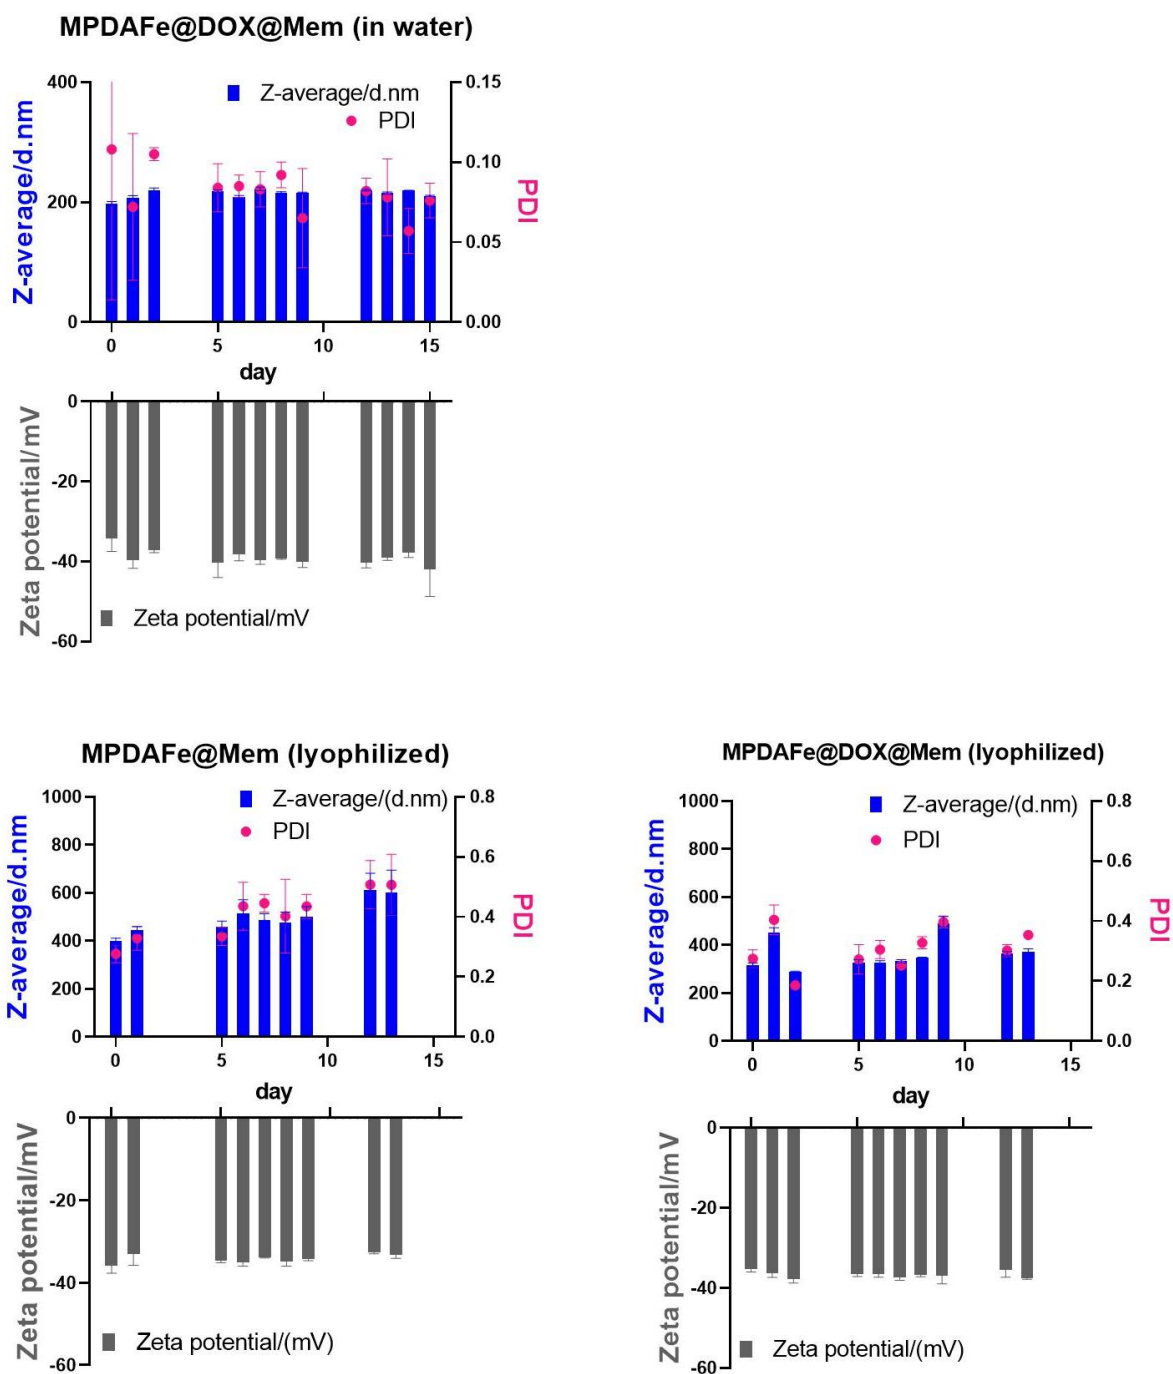 MPDAFe@DOX@Mem (in water)
400
200
0
Z-average/d.nm
Z-average/d.nm
PDI
0.15
0.10
0.05
0.00
PDI
0
5
10
15
day
0
-20
-40
-60
Zeta potential/mV
Zeta potential/mV
MPDAFe@Mem (lyophilized)
1000
800
600
400
200
0
Z-average/d.nm
Z-average/(d.nm)
PDI
0.8
0.6
0.4
0.2
0.0
PDI
0
5
10
15
day
0
-20
-40
-60
Zeta potential/mV
Zeta potential/(mV)
MPDAFe@DOX@Mem (lyophilized)
1000
800
600
400
200
0
Z-average/d.nm
Z-average/(d.nm)
PDI
0.8
0.6
0.4
0.2
0.0
PDI
0
5
10
15
day
0
-20
-40
-60
Zeta potential/mV
Zeta potential/(mV)